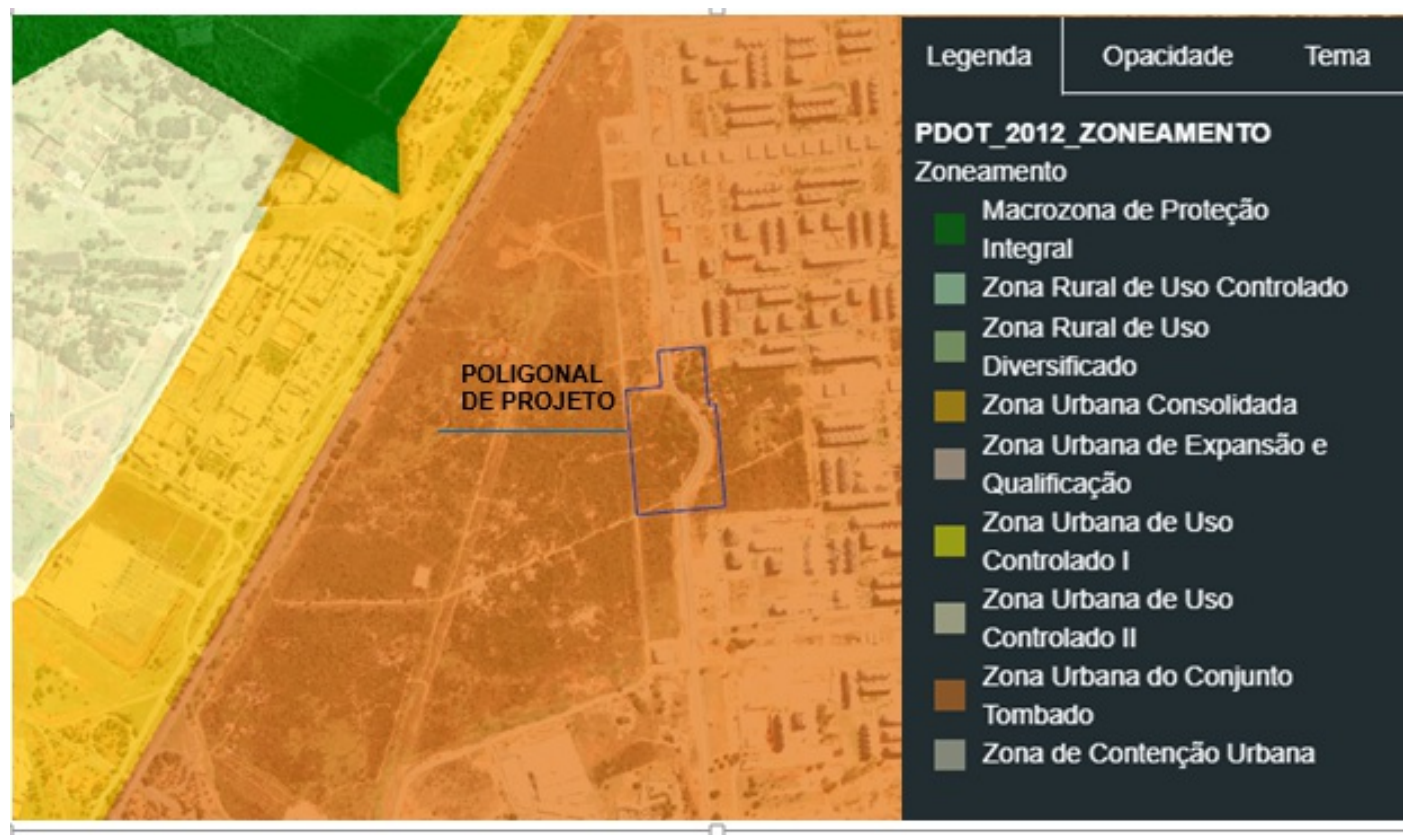 POLIGONAL
DE PROJETO
Legenda
Opacidade
Tema
PDOT_2012_ZONEAMENTO
Zoneamento
Macrozona de Proteção
Integral
Zona Rural de Uso Controlado
Zona Rural de Uso
Diversificado
Zona Urbana Consolidada
Zona Urbana de Expansão e
Qualificação
Zona Urbana de Uso
Controlado I
Zona Urbana de Uso
Controlado II
Zona Urbana do Conjunto
Tombado
Zona de Contenção Urbana